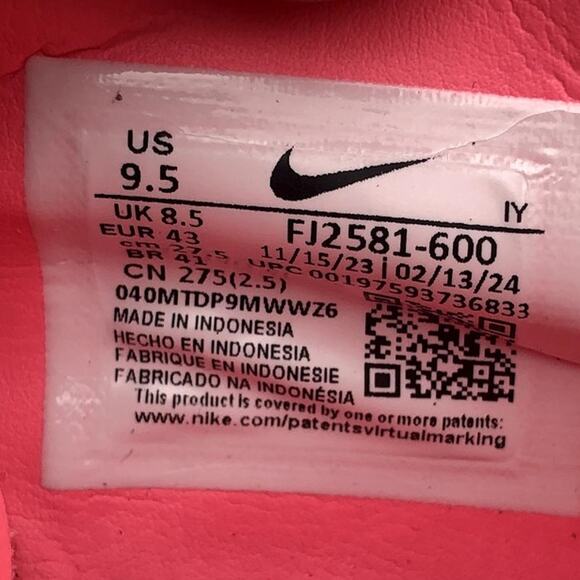 US
9.5
IY
UK 8.5
FJ2581-600
EUR 43
11/15/23 | 02/13/24
cm 27.5
BR 41
UPC 00197593736833
CN 275(2.5)
040MTDP9MWWZ6
MADE IN INDONESIA
HECHO EN INDONESIA
FABRIQUE EN INDONESIE
FABRICADO NA INDONÉSIA
This product is covered by one or more patents:
www.nike.com/patentsvirtualmarking